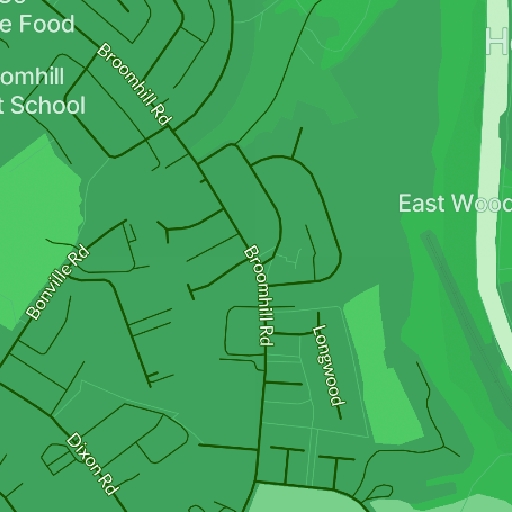 e Food
omhill
t School
Broomhill Rd
H
East Wood
Bonville Rd
Broomhill Rd
Longwood
Dixon Rd